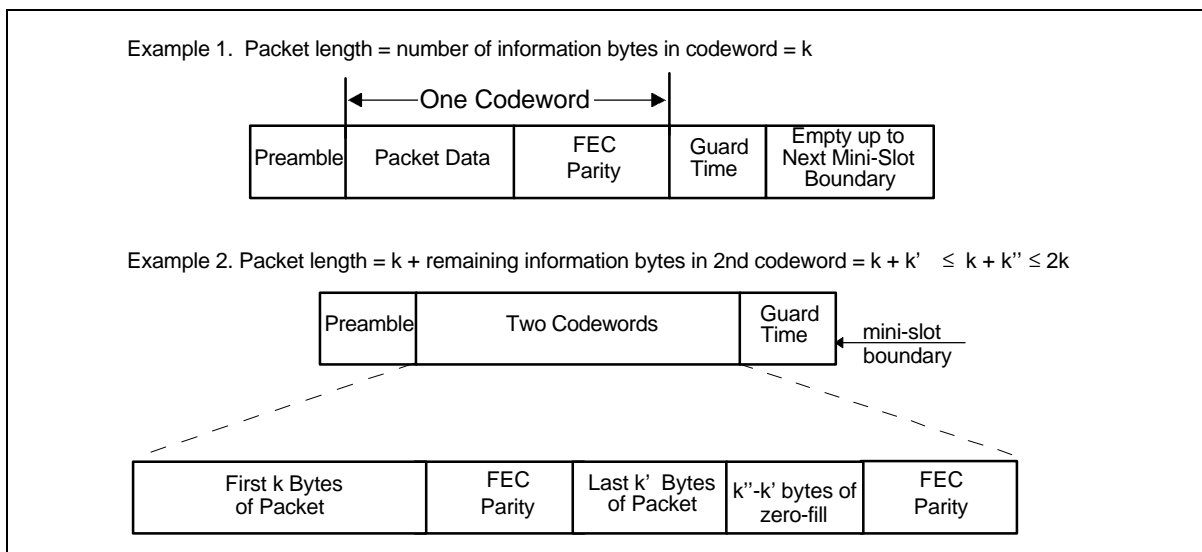 Example 1. Packet length = number of information bytes in codeword = k
One Codeword
Preamble
Packet Data
FEC
Parity
Guard
Time
Empty up to
Next Mini-Slot
Boundary
Example 2. Packet length = k + remaining information bytes in 2nd codeword = k + k' ≤ k + k'' ≤ 2k
Preamble
Two Codewords
Guard
Time
mini-slot
boundary
First k Bytes
of Packet
FEC
Parity
Last k' Bytes
of Packet
k''-k' bytes of
zero-fill
FEC
Parity